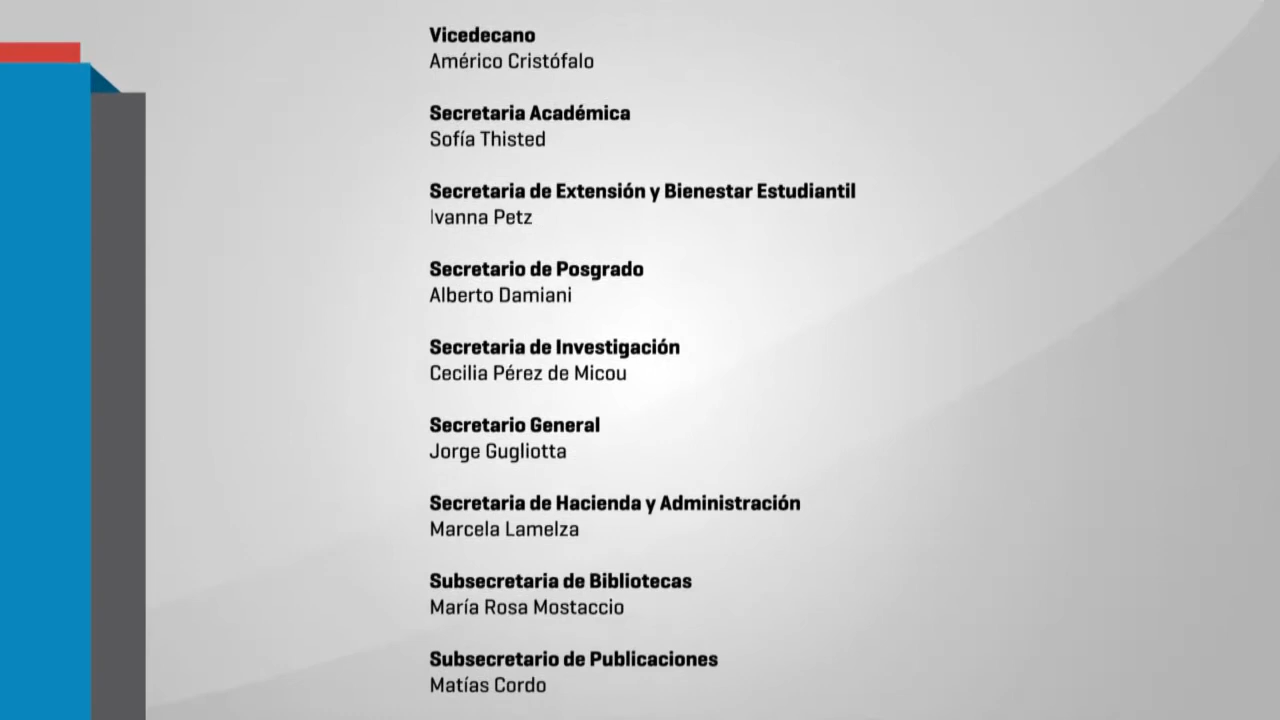 Vicedecano
Américo Cristófalo
Secretaria Académica
Sofía Thisted
Secretaria de Extensión y Bienestar Estudiantil
Ivanna Petz
Secretario de Posgrado
Alberto Damiani
Secretaria de Investigación
Cecilia Pérez de Micou
Secretario General
Jorge Gugliotta
Secretaria de Hacienda y Administración
Marcela Lamelza
Subsecretaria de Bibliotecas
María Rosa Mostaccio
Subsecretario de Publicaciones
Matías Cordo